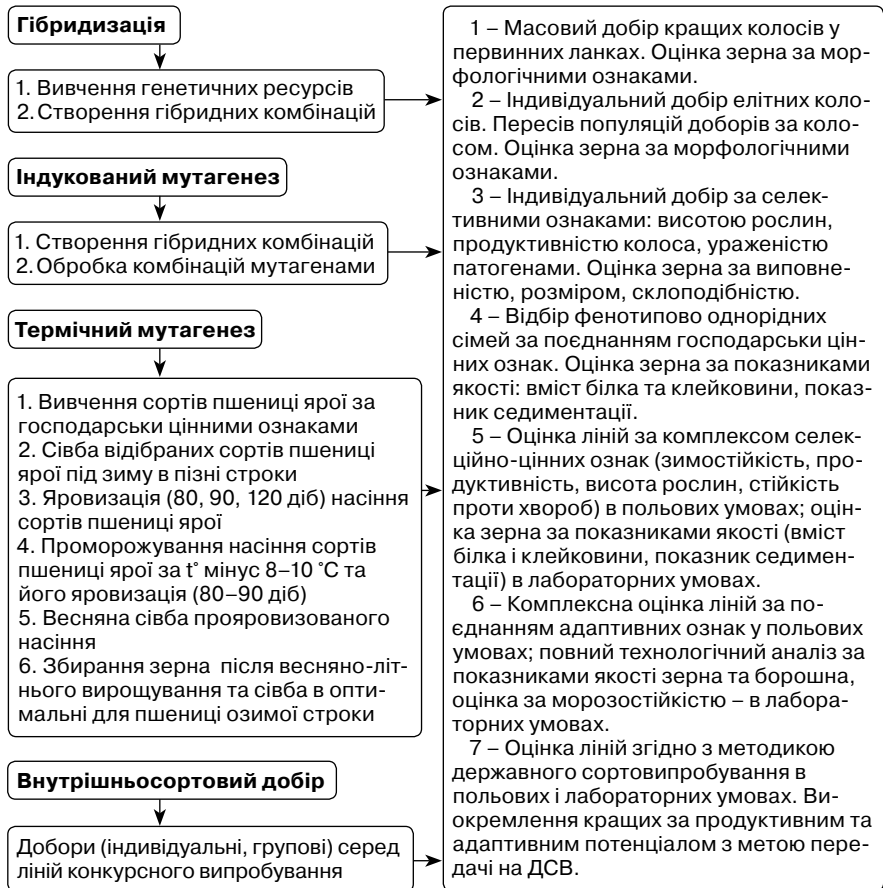 Гібридизація
1. Вивчення генетичних ресурсів
2. Створення гібридних комбінацій
Індукований мутагенез
1. Створення гібридних комбінацій
2. Обробка комбінацій мутагенами
Термічний мутагенез
1. Вивчення сортів пшениці ярої за
господарськи цінними ознаками
2. Сівба відібраних сортів пшениці
ярої під зиму в пізні строки
3. Яровизація (80, 90, 120 діб) насіння
сортів пшениці ярої
4. Проморожування насіння сортів
пшениці ярої за t° мінус 8–10 °С та
його яровизація (80–90 діб)
5. Весняна сівба прояровизованого
насіння
6. Збирання зерна після весняно-літ-
нього вирощування та сівба в опти-
мальні для пшениці озимої строки
Внутрішньосортовий добір
Добори (індивідуальні, групові) серед
ліній конкурсного випробування
1 – Масовий добір кращих колосів у
первинних ланках. Оцінка зерна за мор-
фологічними ознаками.
2 – Індивідуальний добір елітних коло-
сів. Пересів популяцій доборів за коло-
сом. Оцінка зерна за морфологічними
ознаками.
3 – Індивідуальний добір за селек-
тивними ознаками: висотою рослин,
продуктивністю колоса, ураженістю
патогенами. Оцінка зерна за виповне-
ністю, розміром, склоподібністю.
4 – Відбір фенотипово однорідних
сімей за поєднанням господарськи цін-
них ознак. Оцінка зерна за показниками
якості: вміст білка та клейковини, показ-
ник седиментації.
5 – Оцінка ліній за комплексом селек-
ційно-цінних ознак (зимостійкість, про-
дуктивність, висота рослин, стійкість
проти хвороб) в польових умовах; оцін-
ка зерна за показниками якості (вміст
білка і клейковини, показник седимен-
тації) в лабораторних умовах.
6 – Комплексна оцінка ліній за по-
єднанням адаптивних ознак у польових
умовах; повний технологічний аналіз за
показниками якості зерна та борошна,
оцінка за морозостійкістю – в лабора-
торних умовах.
7 – Оцінка ліній згідно з методикою
державного сортовипробування в
польових і лабораторних умовах. Ви-
окремлення кращих за продуктивним та
адаптивним потенціалом з метою пере-
дачі на ДСВ.